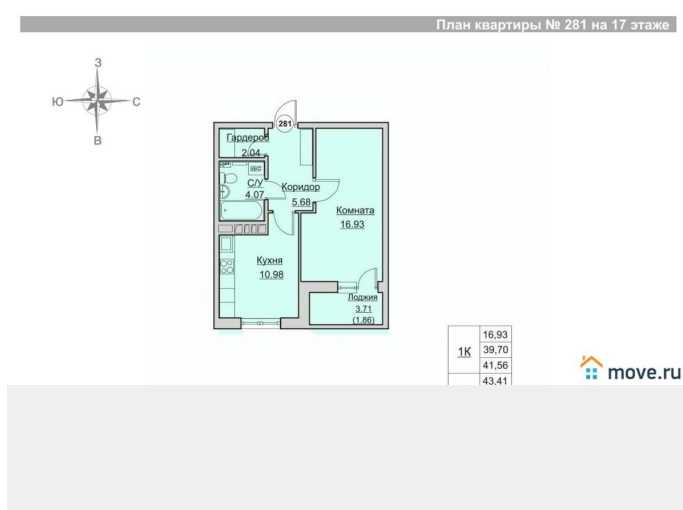 План квартиры № 281 на 17 этаже
З
Ю
С
В
281
Гардероб
2.04
С/У
4.07
Коридор
5.68
Комната
16.93
Кухня
10.98
Лоджия
3.71
(1.86)
1К
16,93
39,70
41,56
43,41
move.ru